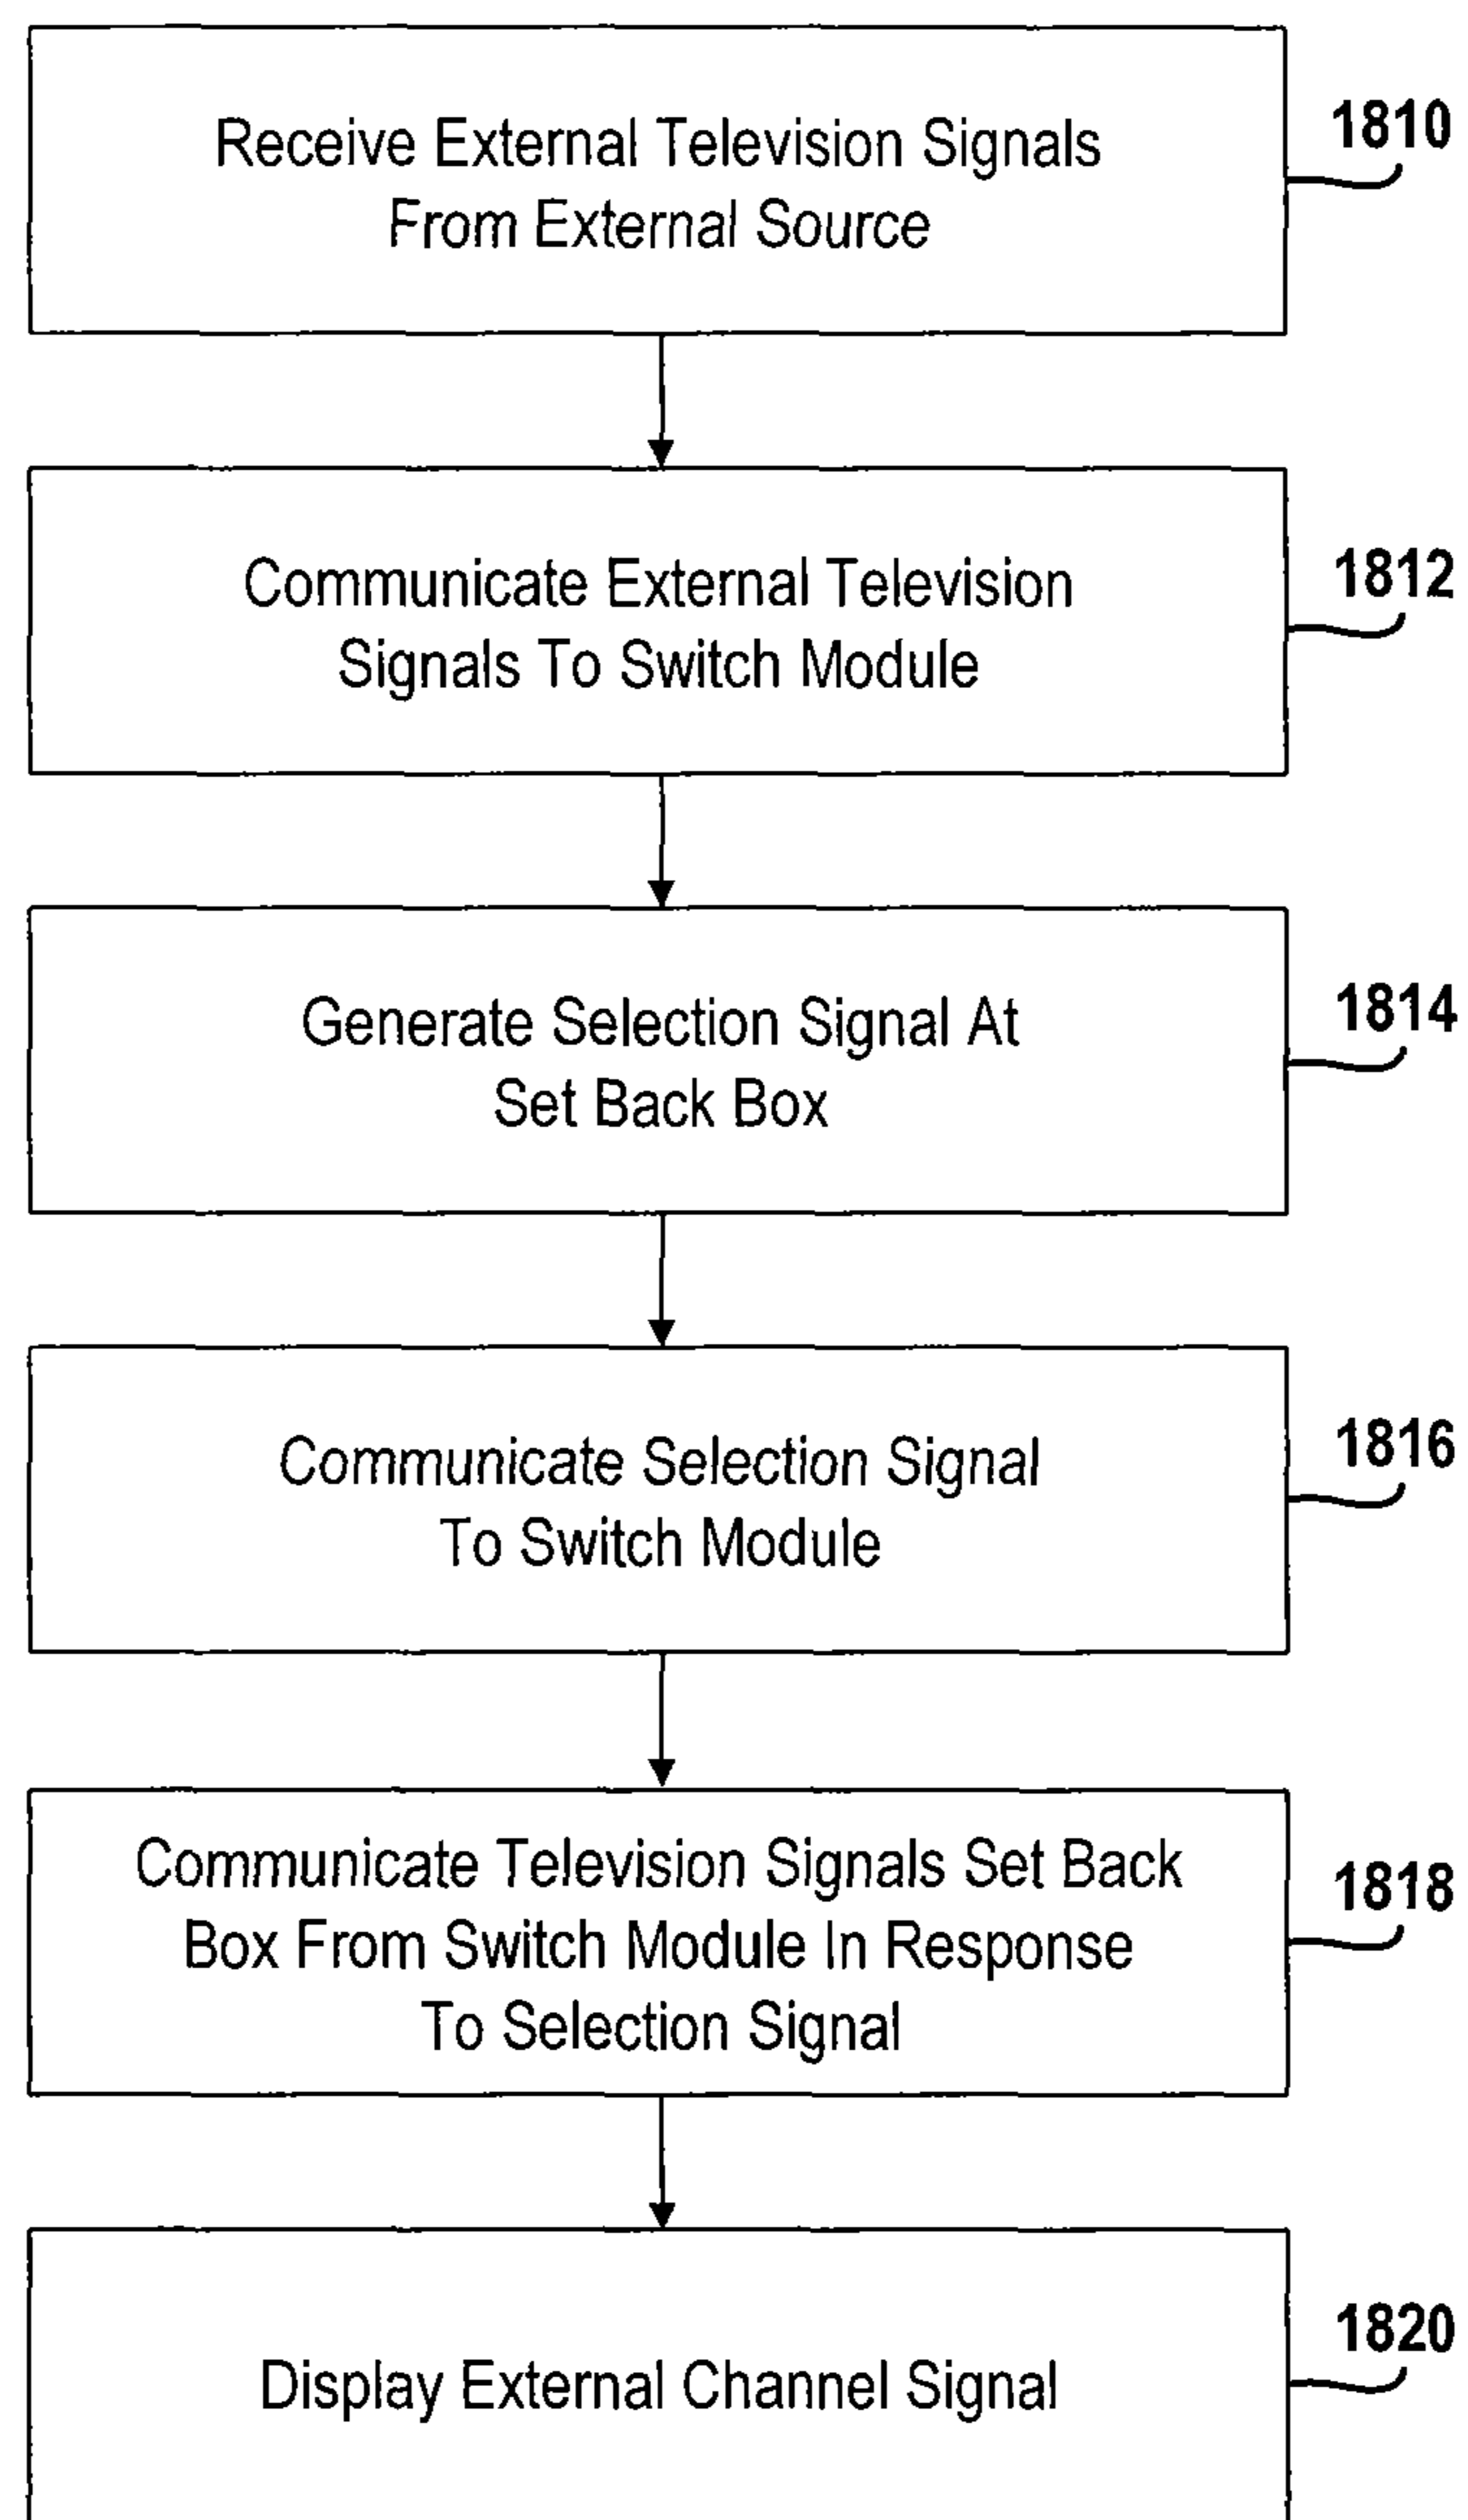 Receive External Television Signals
From External Source
1810
Communicate External Television
Signals To Switch Module
1812
Generate Selection Signal At
Set Back Box
1814
Communicate Selection Signal
To Switch Module
1816
Communicate Television Signals Set Back
Box From Switch Module In Response
To Selection Signal
1818
Display External Channel Signal
1820